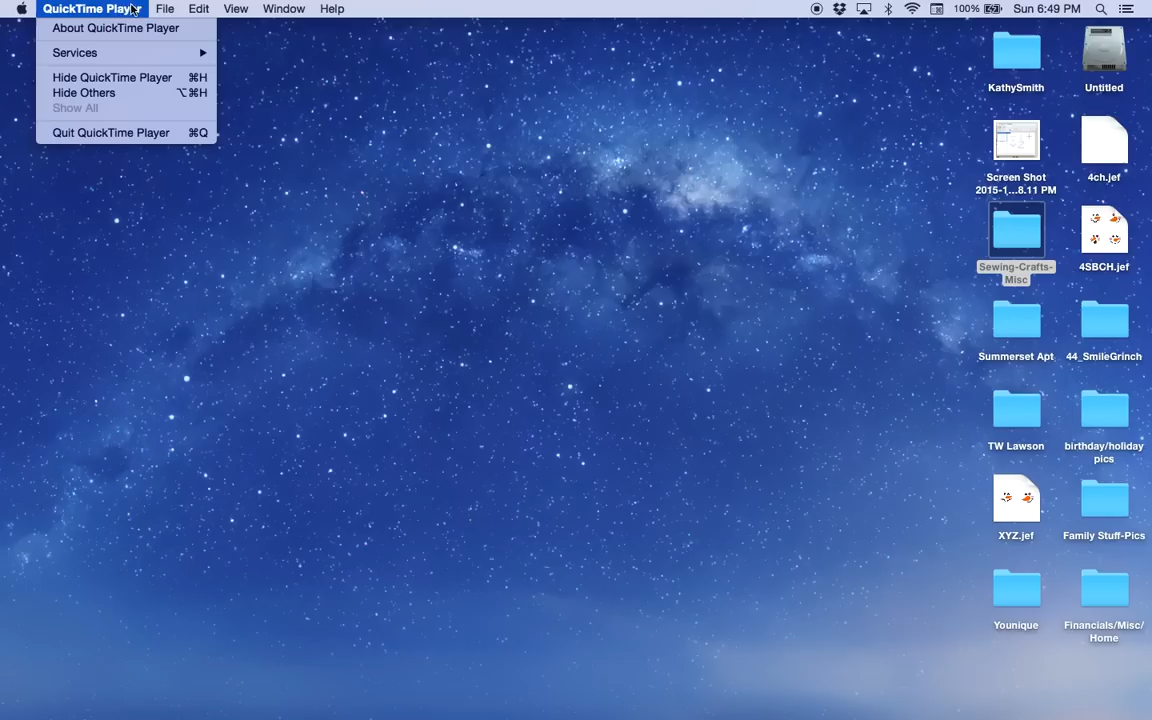 QuickTime Player File Edit View Window Help 100% Sun 6:49 PM
About QuickTime Player
Services
Hide QuickTime Player ⌘H
Hide Others ⌥⌘H
Show All
Quit QuickTime Player ⌘Q
KathySmith
Untitled
Screen Shot
2015-1...8.11 PM
4ch.jef
Sewing-Crafts-
Misc
4SBCH.jef
Summerset Apt
44_SmileGrinch
TW Lawson
birthday/holiday
pics
XYZ.jef
Family Stuff-Pics
Younique
Financials/Misc/
Home